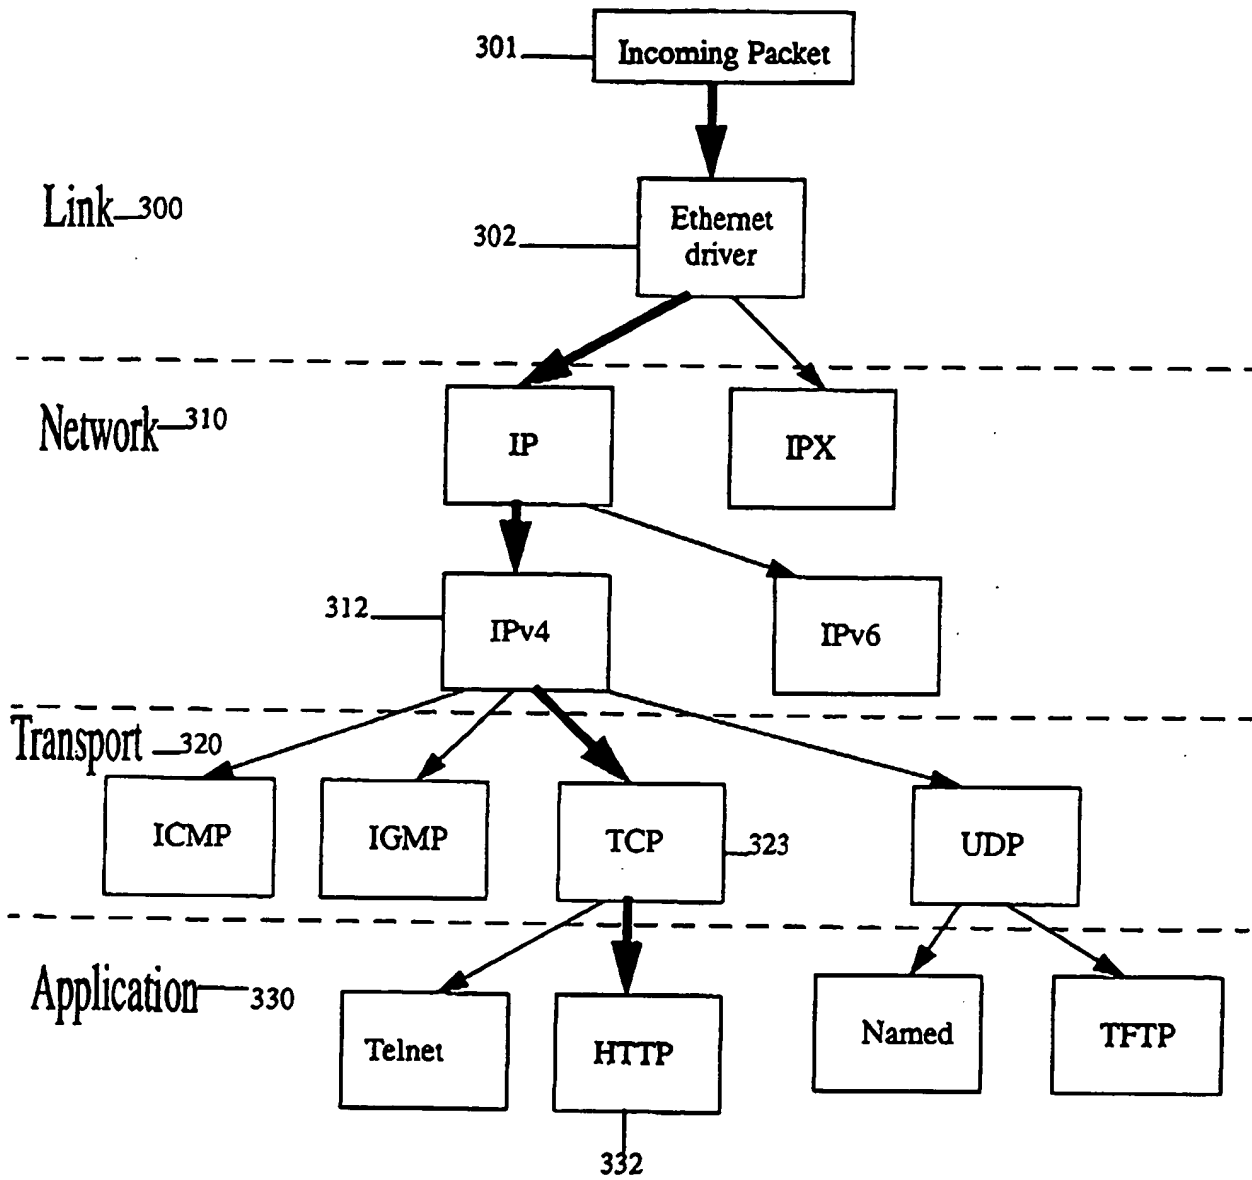 301 Incoming Packet
Link 300
302
Ethernet
driver
Network 310
IP
IPX
312
IPv4
IPv6
Transport 320
ICMP
IGMP
TCP
323
UDP
Application 330
Telnet
HTTP
Named
TFTP
332